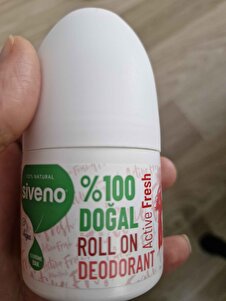 100% NATURAL
siveno
%100
DOĞAL
ROLL ON
DEODORANT
Active Fresh